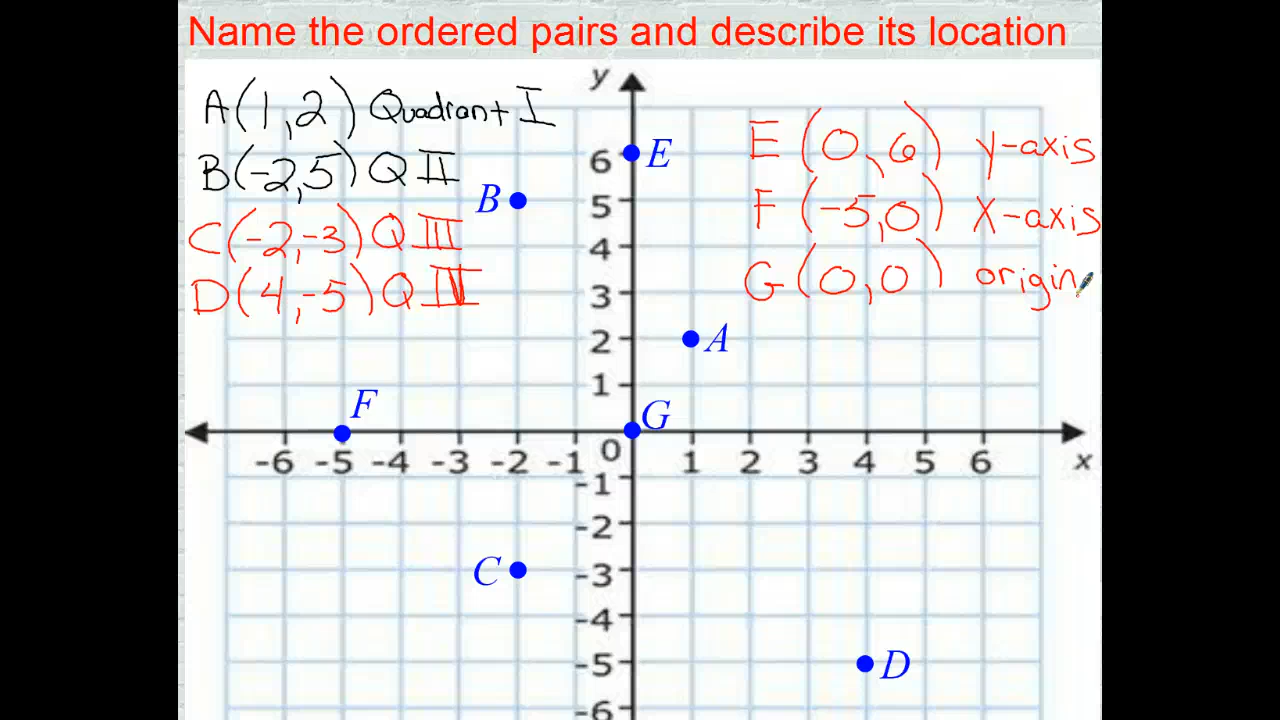 Name the ordered pairs and describe its location
A(1,2) Quadrant I
B(-2,5) Q II
C(-2,-3) Q III
D(4,-5) Q IV
E (0,6) y-axis
F (-5,0) x-axis
G (0,0) origin
y
6
E
B
5
4
3
2
A
1
F
G
-6 -5 -4 -3 -2 -1 0 1 2 3 4 5 6 x
-1
-2
C
-3
-4
-5
D
-6